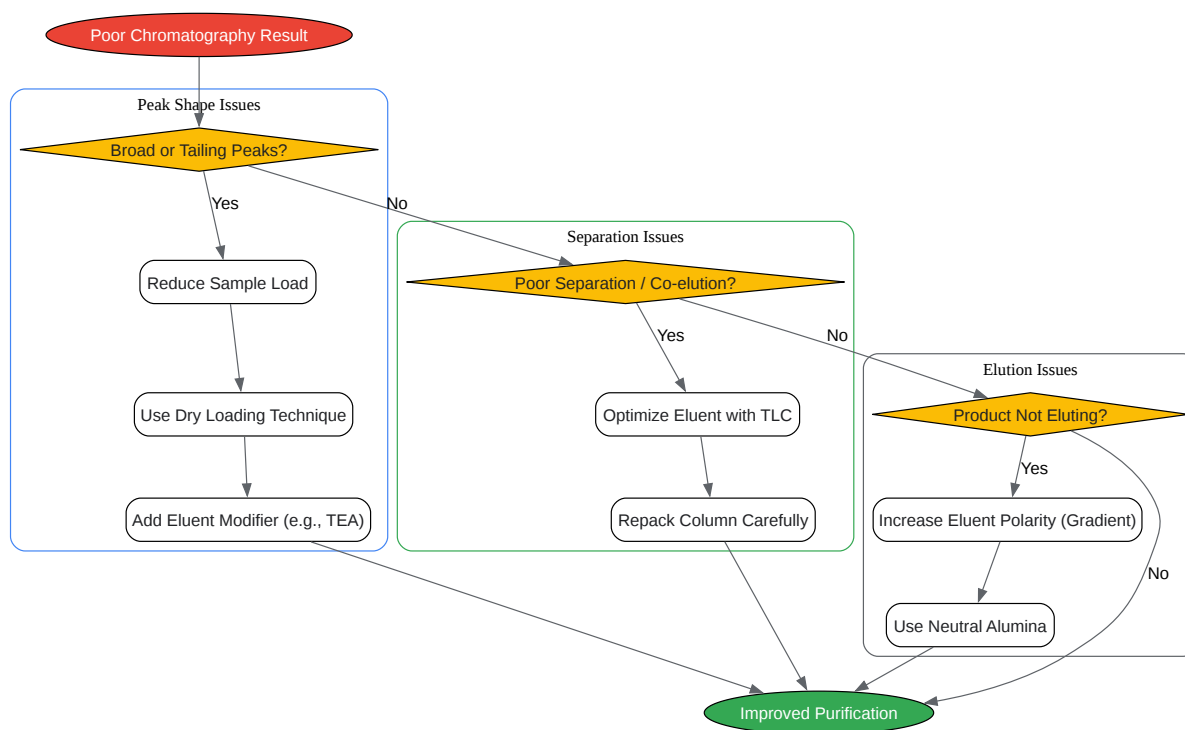 Poor Chromatography Result
Peak Shape Issues
Broad or Tailing Peaks?
Yes
No
Reduce Sample Load
Use Dry Loading Technique
Add Eluent Modifier (e.g., TEA)
Separation Issues
Poor Separation / Co-elution?
Yes
No
Optimize Eluent with TLC
Repack Column Carefully
Elution Issues
Product Not Eluting?
Yes
No
Increase Eluent Polarity (Gradient)
Use Neutral Alumina
Improved Purification